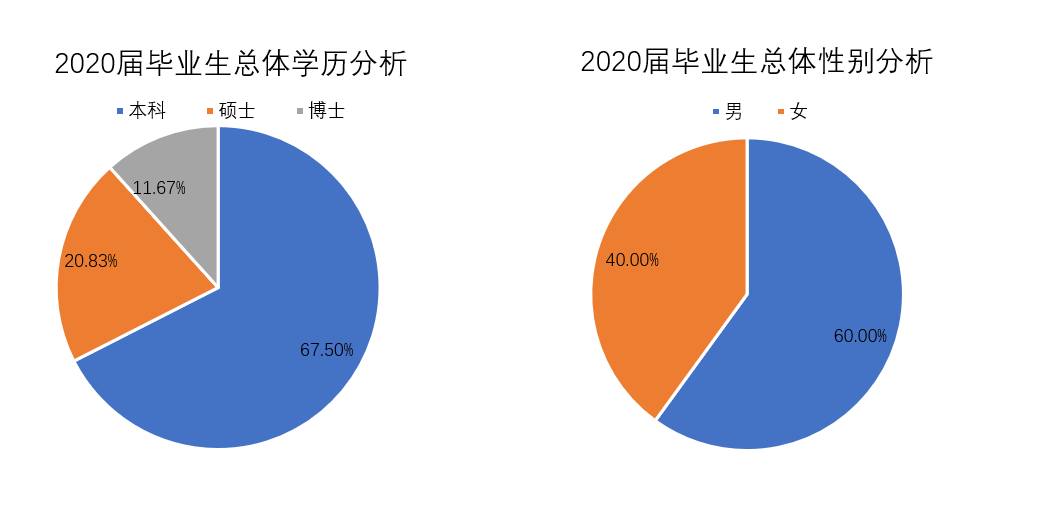 2020届毕业生总体学历分析
本科 硕士 博士
11.67%
20.83%
67.50%
2020届毕业生总体性别分析
男 女
40.00%
60.00%